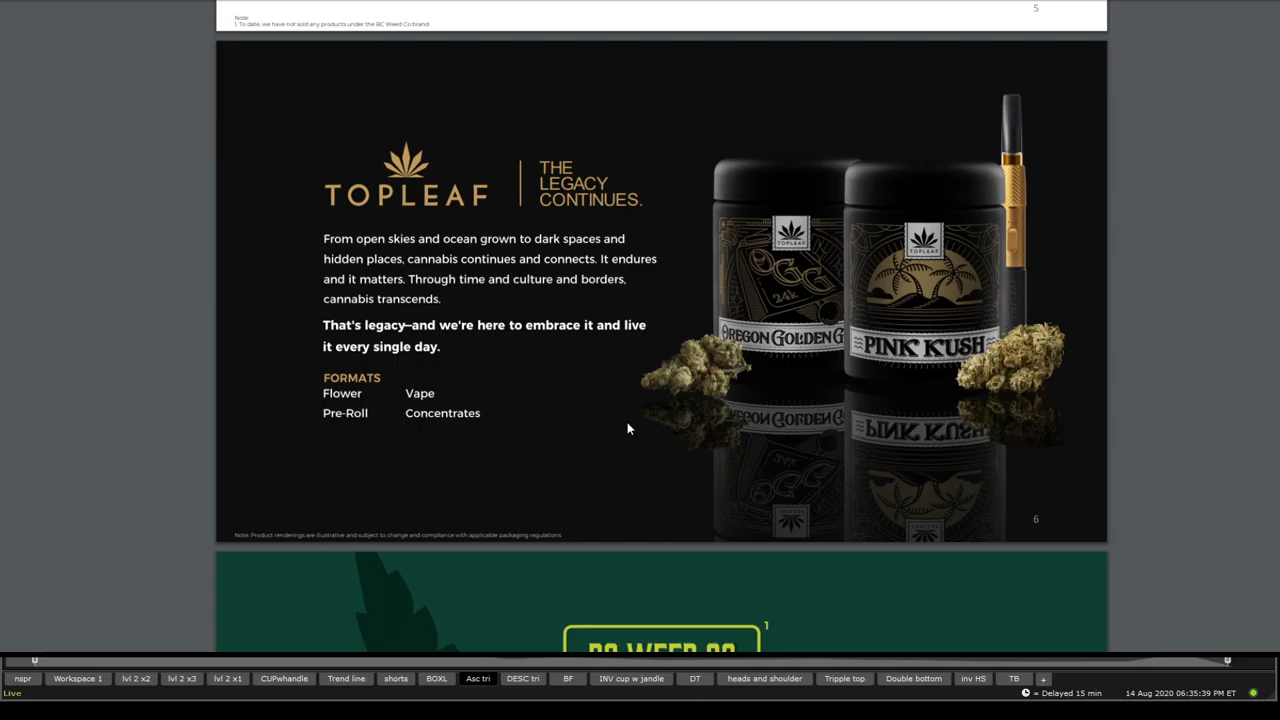 Note:
1. To date, we have not sold any products under the BC Weed Co brand
5
TOPLEAF
THE
LEGACY
CONTINUES.
From open skies and ocean grown to dark spaces and
hidden places, cannabis continues and connects. It endures
and it matters. Through time and culture and borders,
cannabis transcends.
That's legacy—and we're here to embrace it and live
it every single day.
FORMATS
Flower Vape
Pre-Roll Concentrates
TOPLEAF
OGG
24k
OREGON GOLDEN G
TOPLEAF
PINK KUSH
Note: Product renderings are illustrative and subject to change and compliance with applicable packaging regulations
6
BC WEED CO
1
nspr Workspace 1 lvl 2 x2 lvl 2 x3 lvl 2 x1 CUPwhandle Trend line shorts BOXL Asc tri DESC tri BF INV cup w jandle DT heads and shoulder Tripple top Double bottom inv HS TB +
Live = Delayed 15 min 14 Aug 2020 06:35:39 PM ET